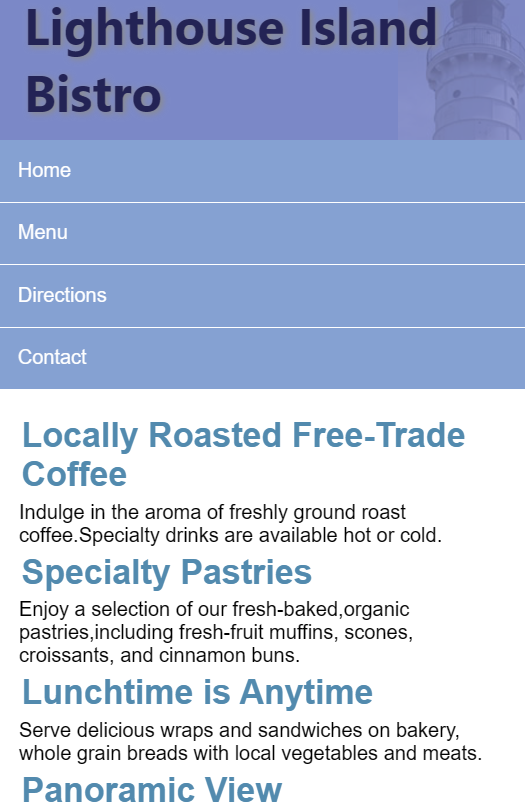 Lighthouse Island
Bistro
Home
Menu
Directions
Contact
Locally Roasted Free-Trade
Coffee
Indulge in the aroma of freshly ground roast
coffee.Specialty drinks are available hot or cold.
Specialty Pastries
Enjoy a selection of our fresh-baked,organic
pastries,including fresh-fruit muffins, scones,
croissants, and cinnamon buns.
Lunchtime is Anytime
Serve delicious wraps and sandwiches on bakery,
whole grain breads with local vegetables and meats.
Panoramic View